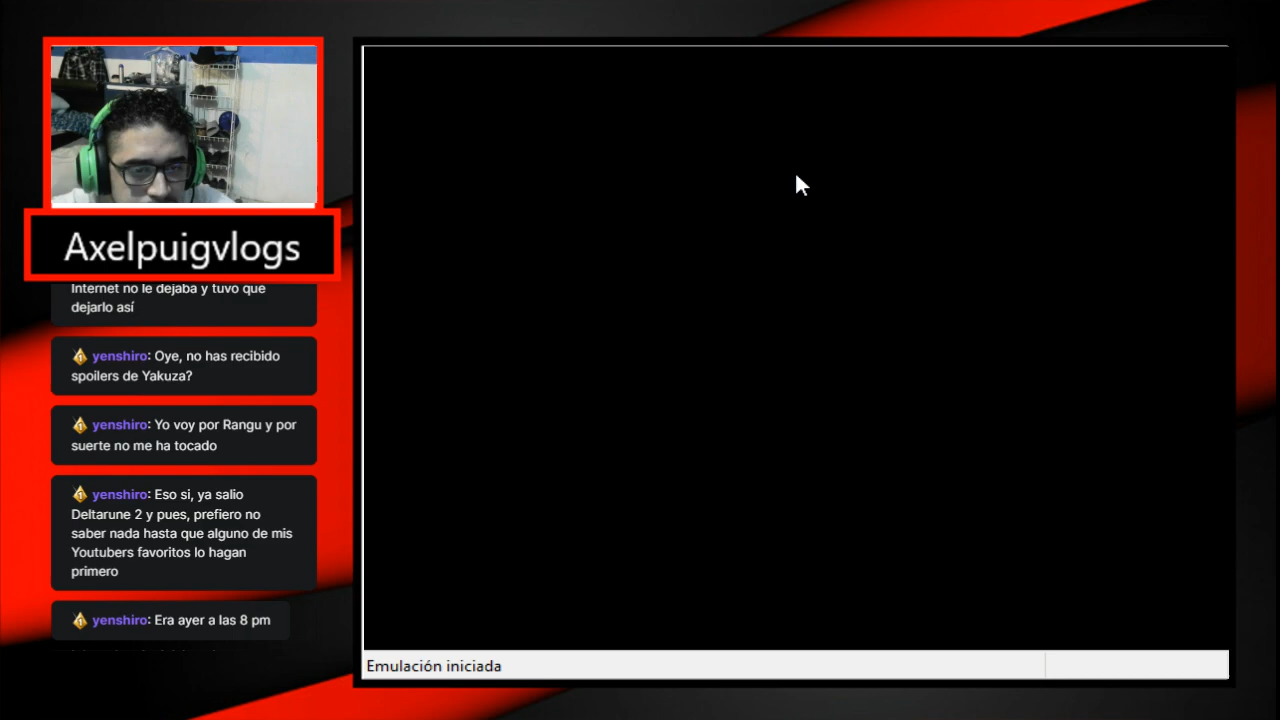 Axelpuigvlogs
Internet no le dejaba y tuvo que
dejarlo así
yenshiro: Oye, no has recibido
spoilers de Yakuza?
yenshiro: Yo voy por Rangu y por
suerte no me ha tocado
yenshiro: Eso si, ya salio
Deltarune 2 y pues, prefiero no
saber nada hasta que alguno de mis
Youtubers favoritos lo hagan
primero
yenshiro: Era ayer a las 8 pm
Emulación iniciada